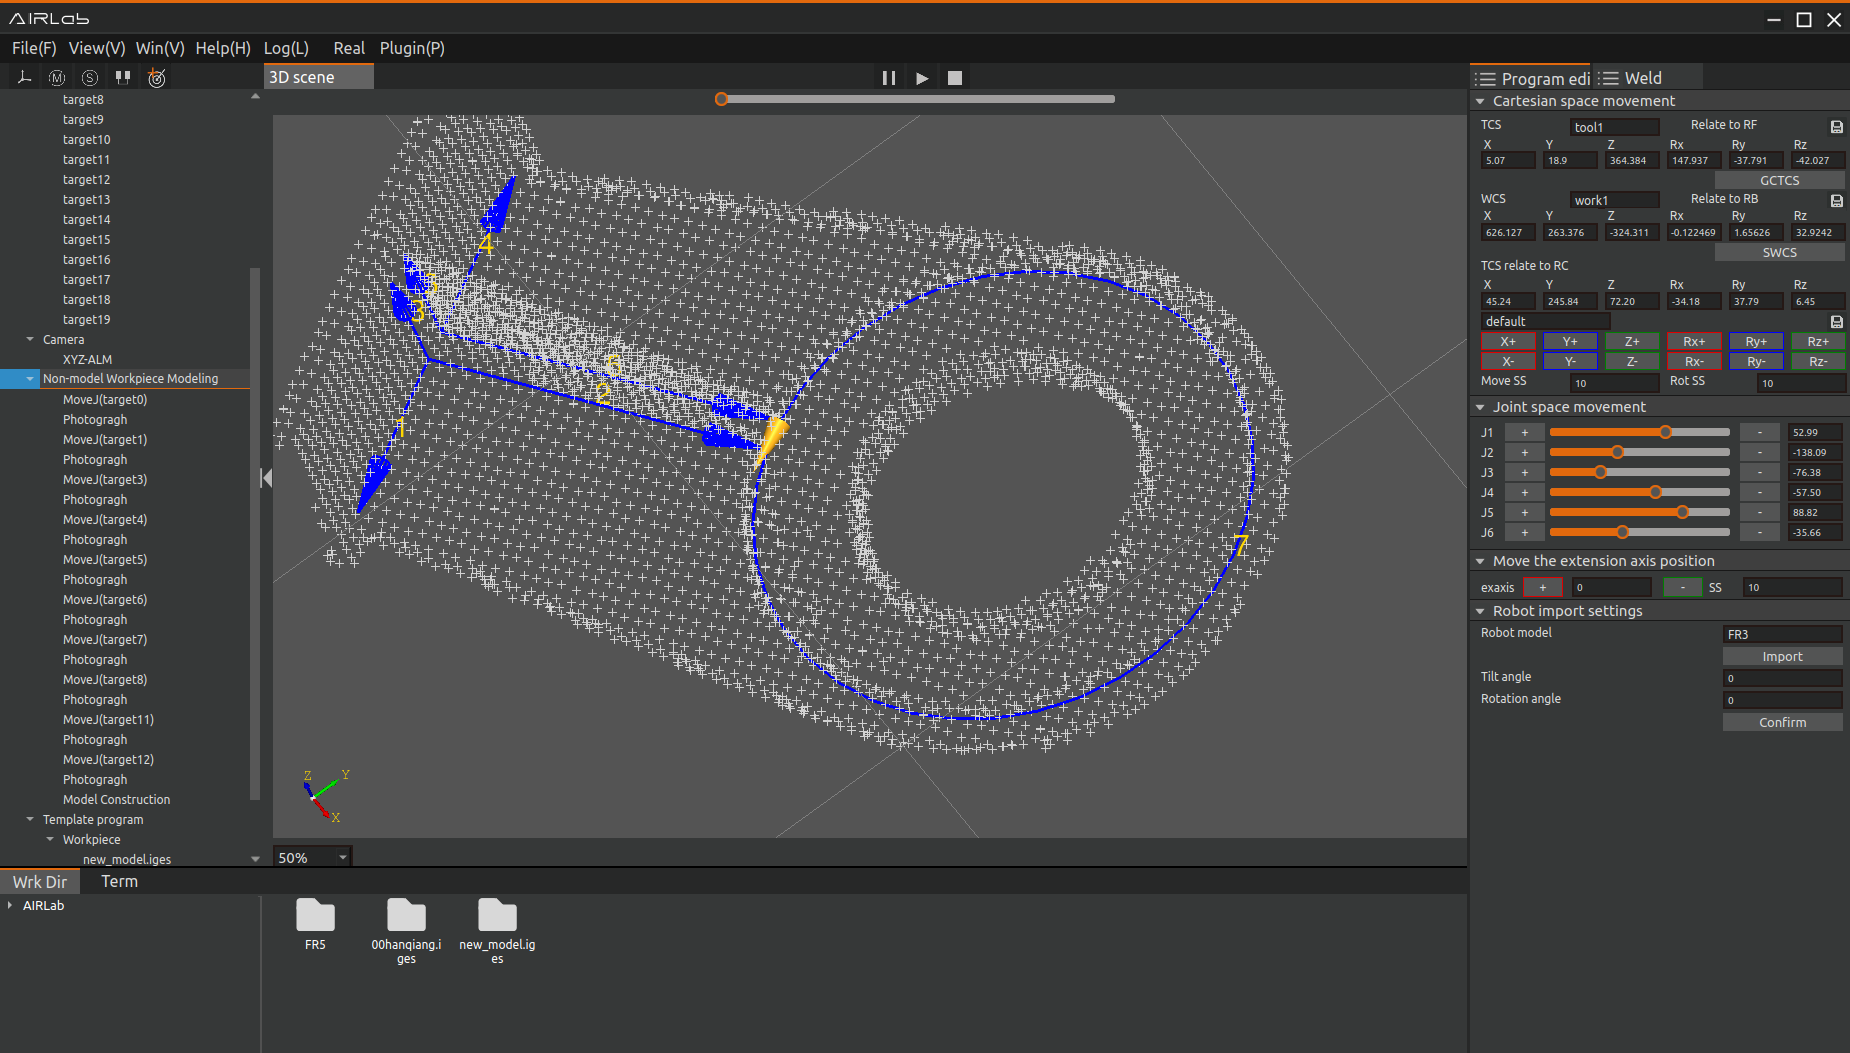 AIRLab
File(F) View(V) Win(V) Help(H) Log(L) Real Plugin(P)
M S
3D scene
target8
target9
target10
target11
target12
target13
target14
target15
target16
target17
target18
target19
Camera
XYZ-ALM
Non-model Workpiece Modeling
MoveJ(target0)
Photogragh
MoveJ(target1)
Photogragh
MoveJ(target3)
Photogragh
MoveJ(target4)
Photogragh
MoveJ(target5)
Photogragh
MoveJ(target6)
Photogragh
MoveJ(target7)
Photogragh
MoveJ(target8)
Photogragh
MoveJ(target11)
Photogragh
MoveJ(target12)
Photogragh
Model Construction
Template program
Workpiece
new_model.iges
4
3
1
2
7
Z Y
X
50%
Program edi Weld
Cartesian space movement
TCS tool1 Relate to RF
X Y Z Rx Ry Rz
5.07 18.9 364.384 147.937 -37.791 -42.027
GCTCS
WCS work1 Relate to RB
X Y Z Rx Ry Rz
626.127 263.376 -324.311 -0.122469 1.65626 32.9242
SWCS
TCS relate to RC
X Y Z Rx Ry Rz
45.24 245.84 72.20 -34.18 37.79 6.45
default
X+ Y+ Z+ Rx+ Ry+ Rz+
X- Y- Z- Rx- Ry- Rz-
Move SS 10 Rot SS 10
Joint space movement
J1 + - 52.99
J2 + - -138.09
J3 + - -76.38
J4 + - -57.50
J5 + - 88.82
J6 + - -35.66
Move the extension axis position
exaxis + 0 - SS 10
Robot import settings
Robot model FR3
Import
Tilt angle 0
Rotation angle 0
Confirm
Wrk Dir Term
AIRLab
FR5 00hanqiang.i new_model.ig
ges es